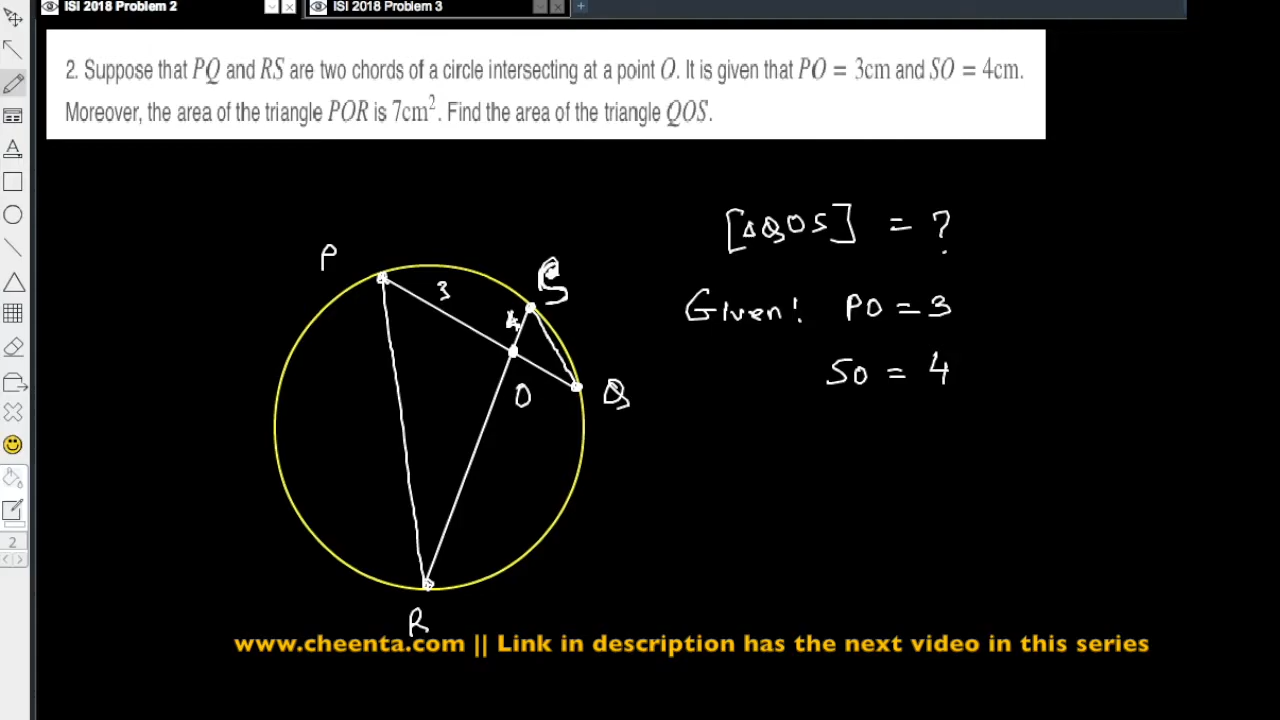 ISI 2018 Problem 2 ISI 2018 Problem 3
2. Suppose that PQ and RS are two chords of a circle intersecting at a point O. It is given that PO = 3cm and SO = 4cm.
Moreover, the area of the triangle POR is 7cm². Find the area of the triangle QOS.
[ΔQOS] = ?
P
3
S
Given! PO = 3
4
SO = 4
O
Q
R
2
www.cheenta.com || Link in description has the next video in this series